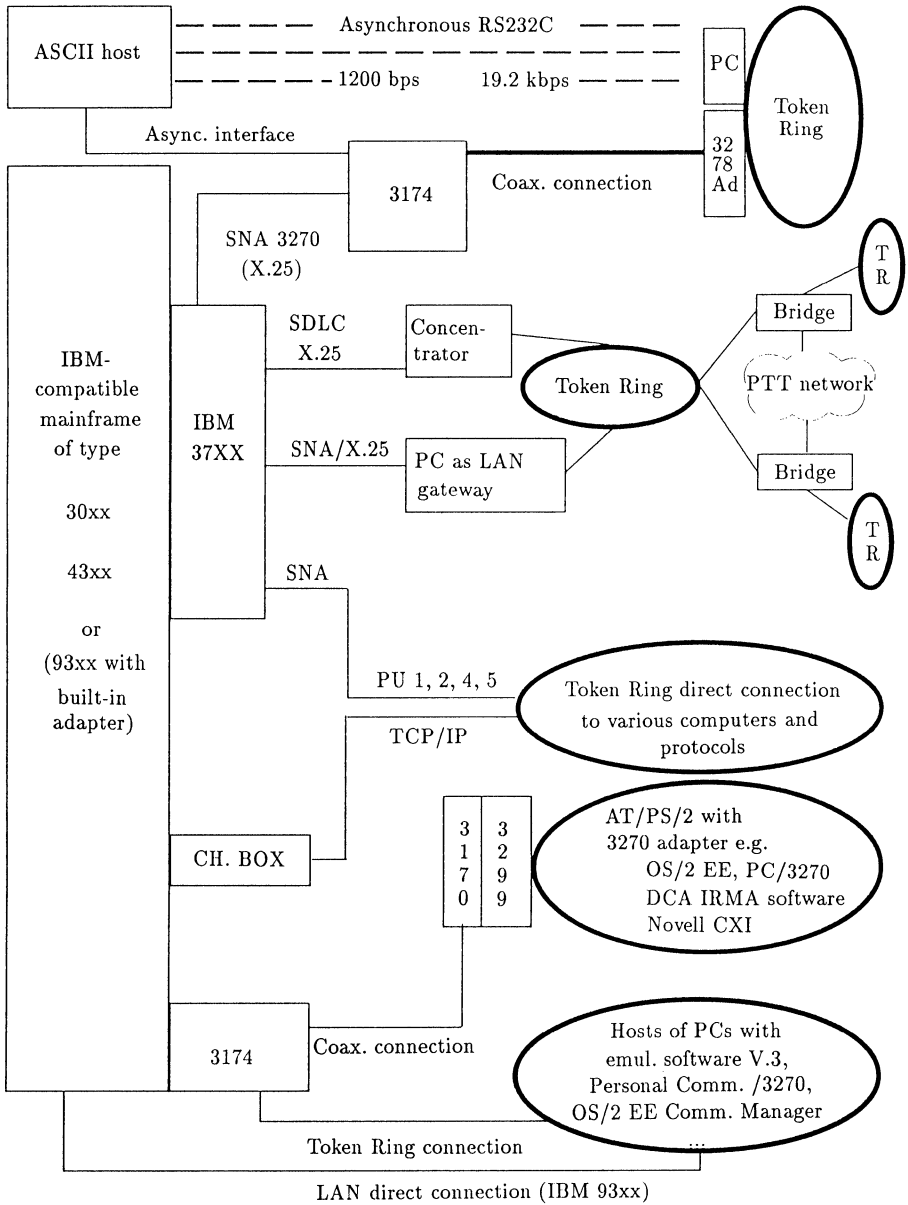 Asynchronous RS232C
ASCII host
1200 bps
19.2 kbps
PC
Token
Ring
Async. interface
32
78
Ad
3174
Coax. connection
SNA 3270
(X.25)
T
R
Bridge
SDLC
X.25
Concen-
trator
IBM-
compatible
mainframe
of type
30xx
43xx
or
(93xx with
built-in
adapter)
Token Ring
PTT network
IBM
37XX
SNA/X.25
PC as LAN
gateway
Bridge
T
R
SNA
PU 1, 2, 4, 5
TCP/IP
Token Ring direct connection
to various computers and
protocols
CH. BOX
3
1
7
0
3
2
9
9
AT/PS/2 with
3270 adapter e.g.
OS/2 EE, PC/3270
DCA IRMA software
Novell CXI
3174
Coax. connection
Hosts of PCs with
emul. software V.3,
Personal Comm. /3270,
OS/2 EE Comm. Manager
...
Token Ring connection
LAN direct connection (IBM 93xx)